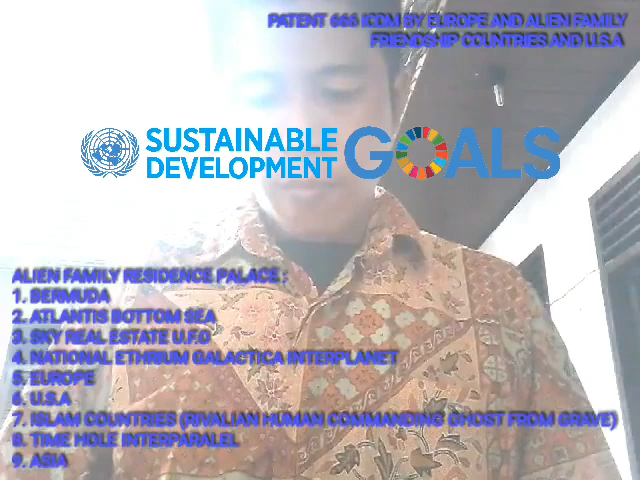 PATENT 666 ICDM BY EUROPE AND ALIEN FAMILY
FRIENDSHIP COUNTRIES AND U.S.A
SUSTAINABLE
DEVELOPMENT
GOALS
ALIEN FAMILY RESIDENCE PALACE :
1. BERMUDA
2. ATLANTIS BOTTOM SEA
3. SKY REAL ESTATE U.F.O
4. NATIONAL ETHRIUM GALACTICA INTERPLANET
5. EUROPE
6. U.S.A
7. ISLAM COUNTRIES (RIVALIAN HUMAN COMMANDING GHOST FROM GRAVE)
8. TIME HOLE INTERPARALEL
9. ASIA